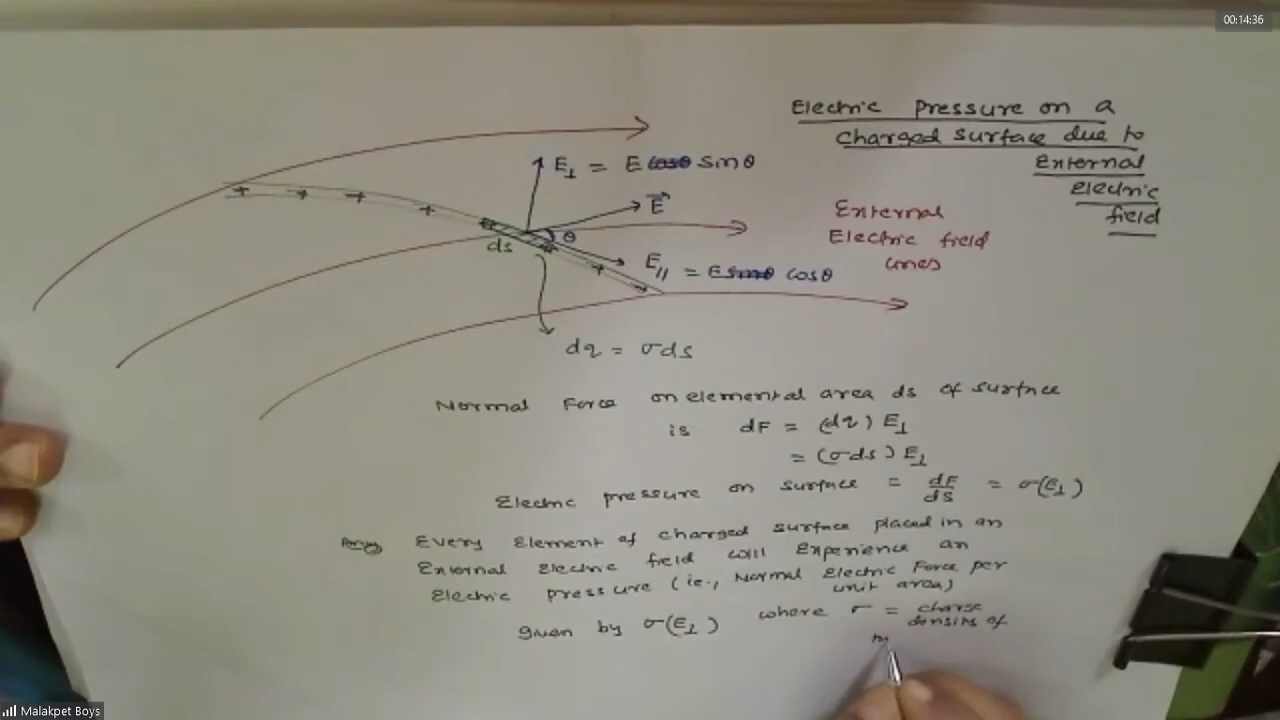 00:14:36
Electric Pressure on a
Charged surface due to
External
Electric
field
E⊥ = E cosθ sinθ
E
External
Electric field
lines
θ
ds
E// = E sinθ cosθ
dq = σds
Normal Force on elemental area ds of surface
is dF = (dq) E⊥
= (σds) E⊥
Electric pressure on surface = dF/ds = σ(E⊥)
Every Element of charged surface placed in an
External Electric field will Experience an
Electric pressure (ie., Normal Electric Force per
unit area)
given by σ(E⊥) where σ = charge
density of
Malakpet Boys